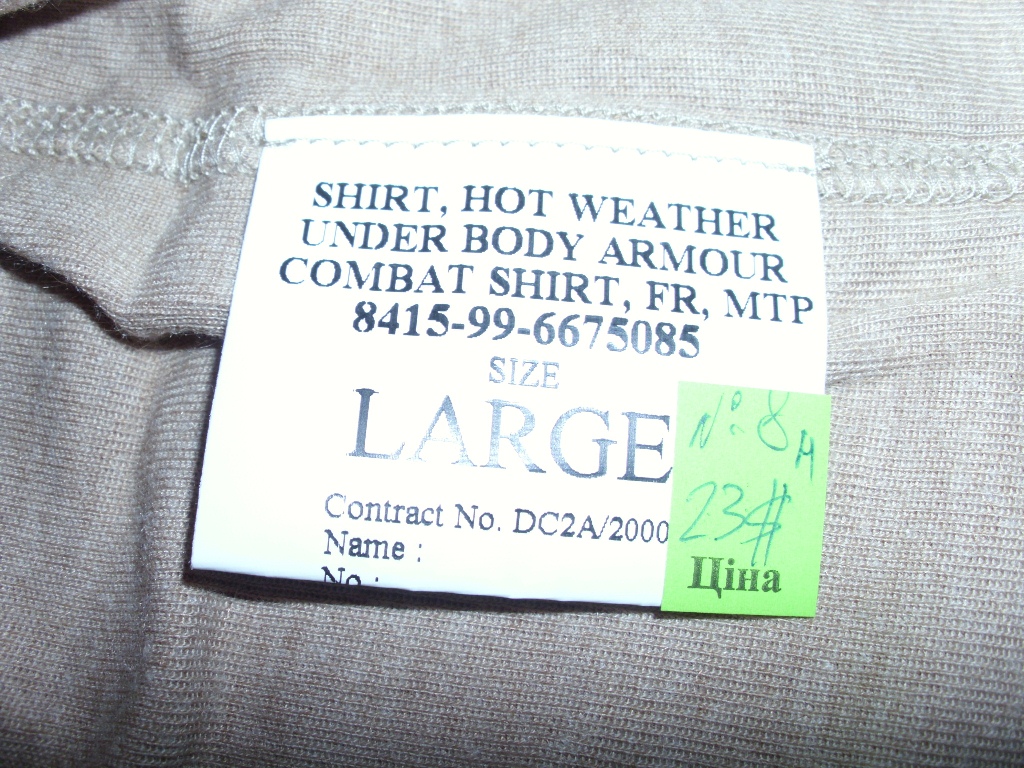 SHIRT, HOT WEATHER
UNDER BODY ARMOUR
COMBAT SHIRT, FR, MTP
8415-99-6675085
SIZE
LARGE
Contract No. DC2A/2000
Name :
No :
№ 8
23$
Ціна